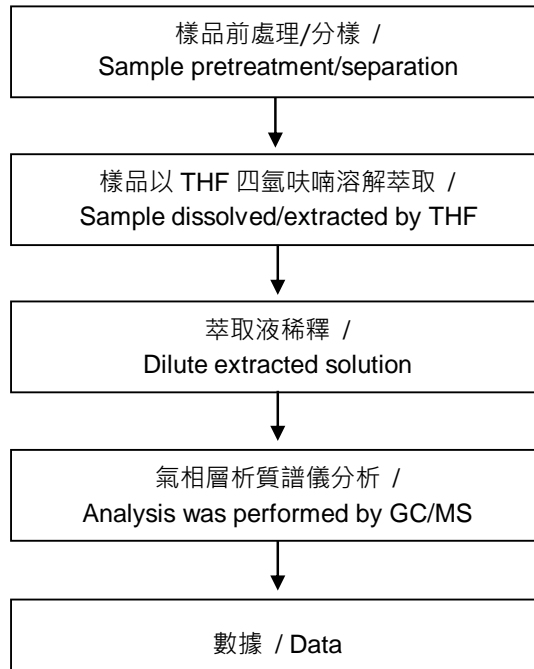 樣品前處理/分樣 /
Sample pretreatment/separation
樣品以 THF 四氫呋喃溶解萃取 /
Sample dissolved/extracted by THF
萃取液稀釋 /
Dilute extracted solution
氣相層析質譜儀分析 /
Analysis was performed by GC/MS
數據 / Data